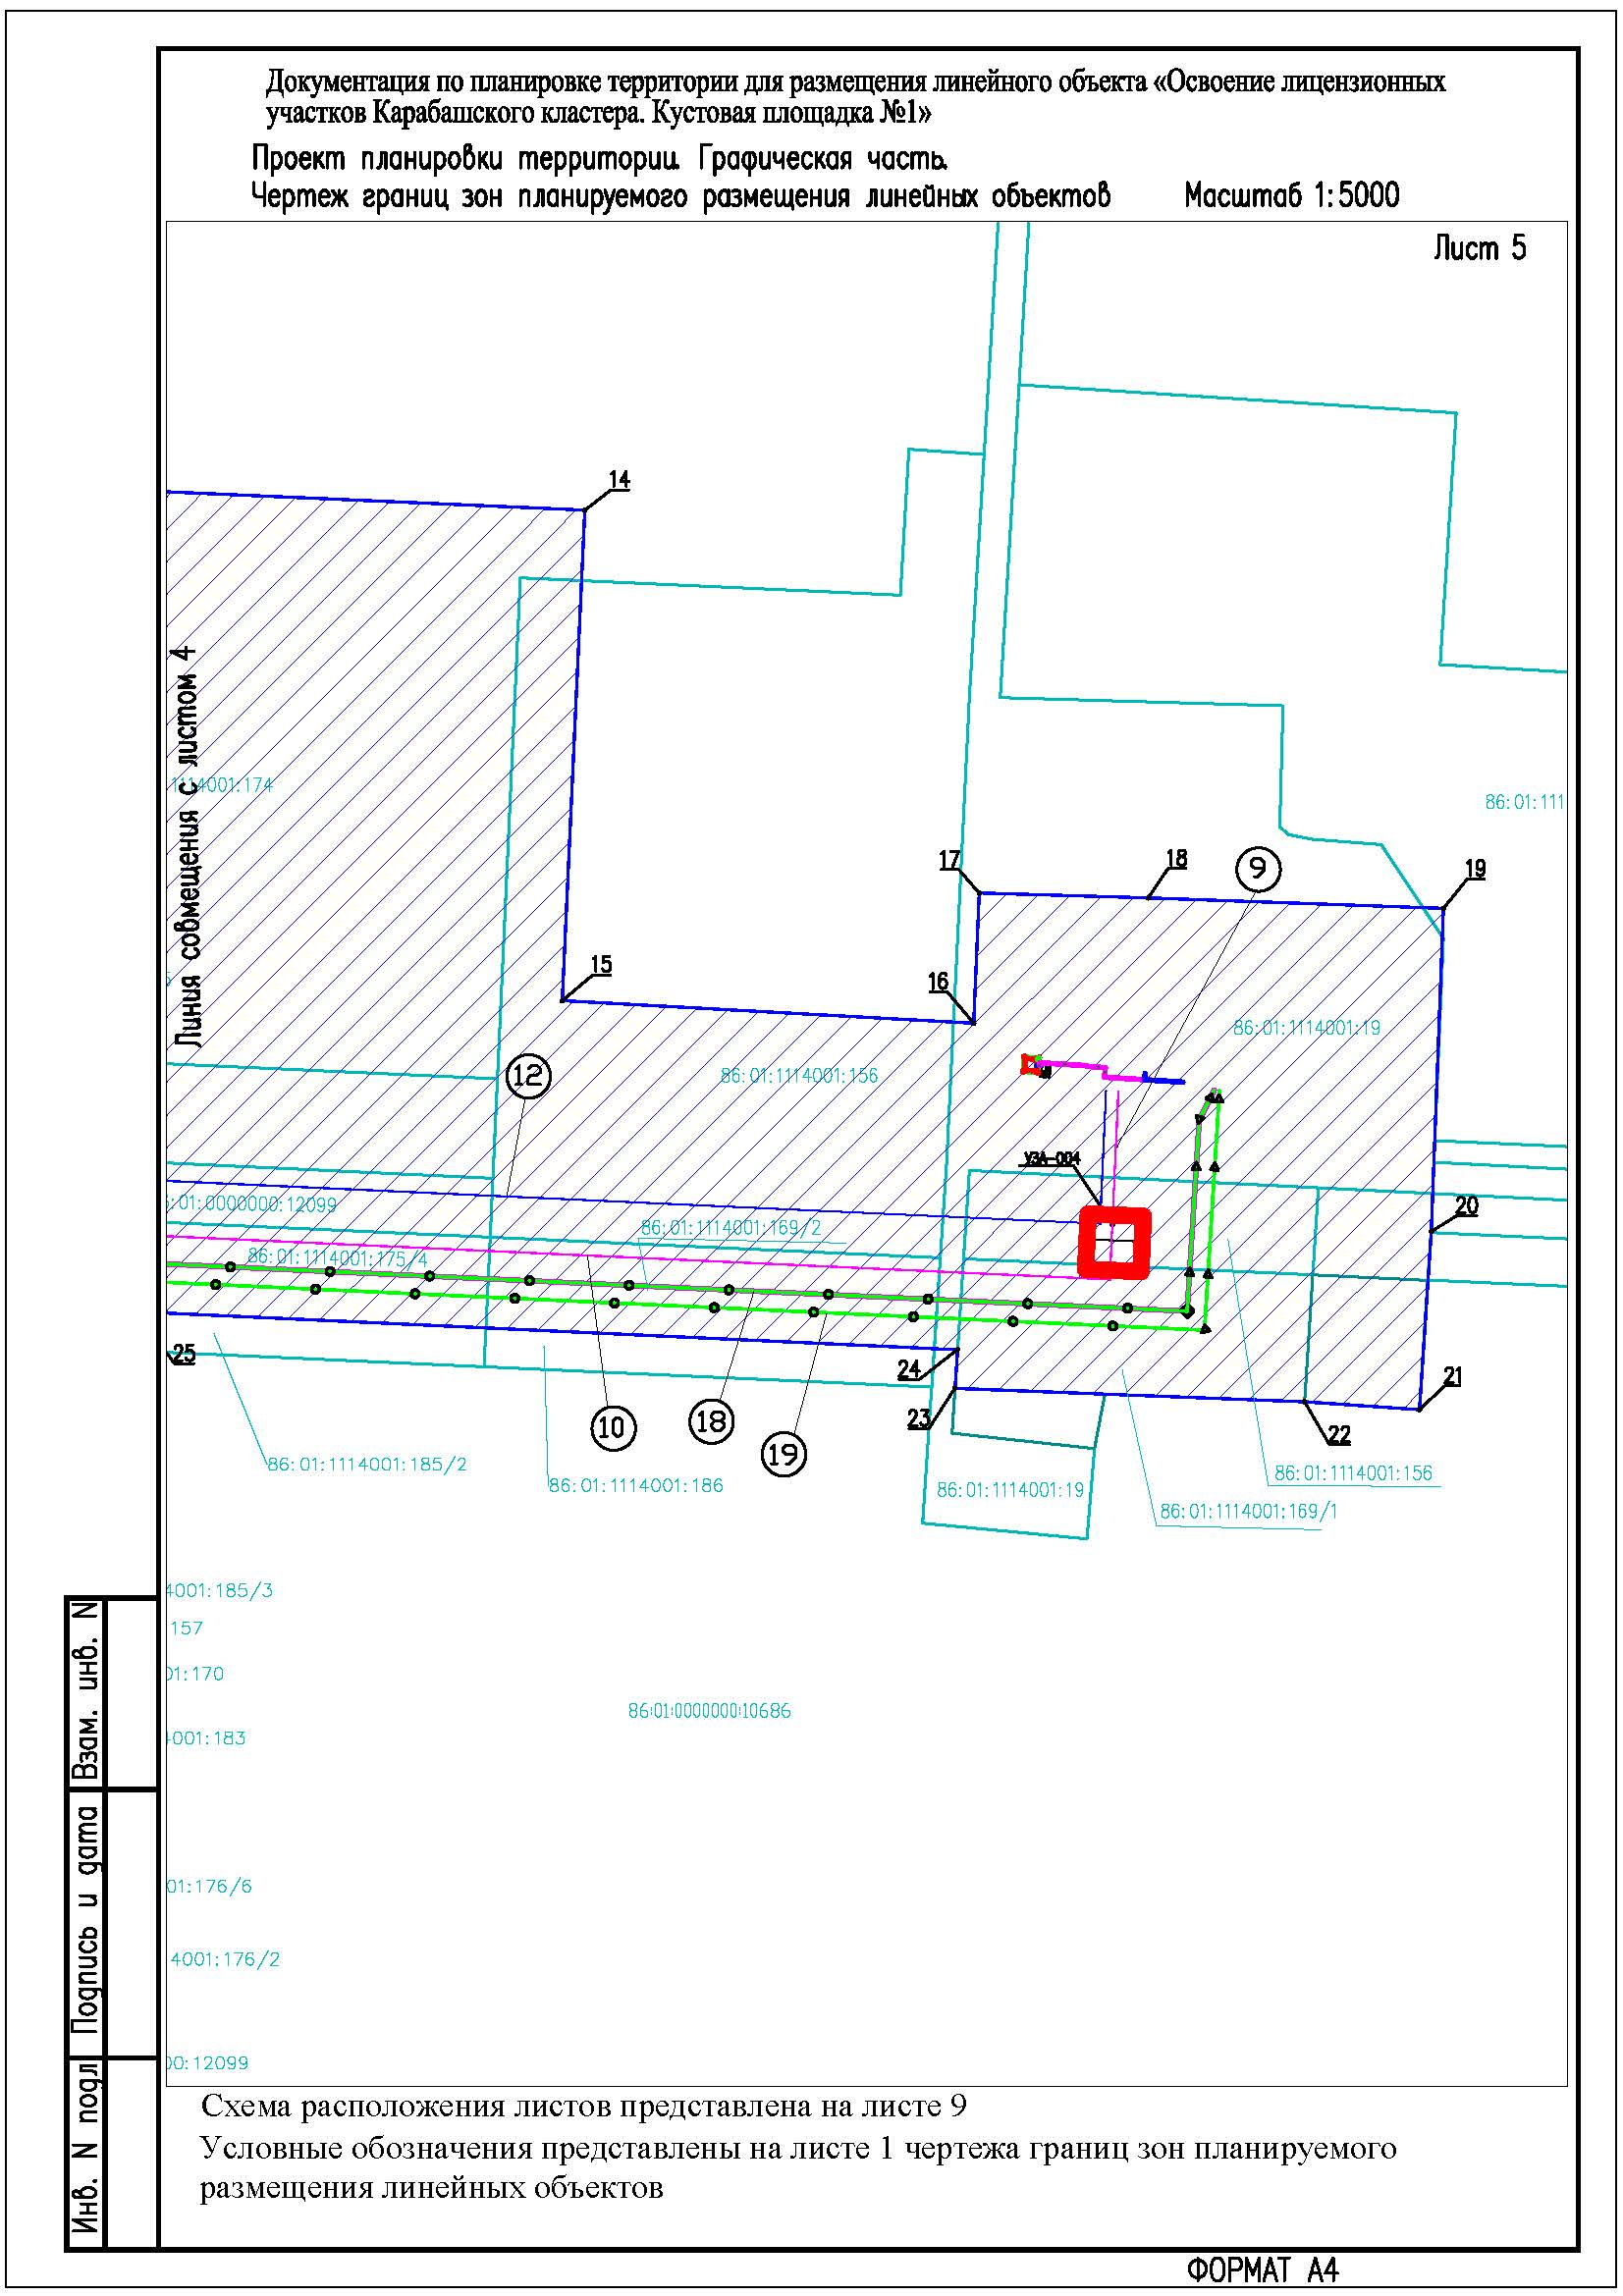 Документация по планировке территории для размещения линейного объекта «Освоение лицензионных
участков Карабашского кластера. Кустовая площадка №1»
Проект планировки территории. Графическая часть.
Чертеж границ зон планируемого размещения линейных объектов Масштаб 1:5000
Лист 5
14
Линия совмещения с листом 4
1114001:174
86:01:111
17
18
9
19
15
16
86:01:1114001:19
12
86:01:1114001:156
УЗА-004
:01:0000000:12099
86:01:1114001:169/2
20
86:01:1114001:175/4
25
24
21
23
10
18
19
22
86:01:1114001:185/2
86:01:1114001:186
86:01:1114001:19
86:01:1114001:156
86:01:1114001:169/1
4001:185/3
157
01:170
86:01:0000000:10686
4001:183
01:176/6
4001:176/2
00:12099
Взам. инв. N
Подпись и дата
Инв. N подл
Схема расположения листов представлена на листе 9
Условные обозначения представлены на листе 1 чертежа границ зон планируемого
размещения линейных объектов
ФОРМАТ А4